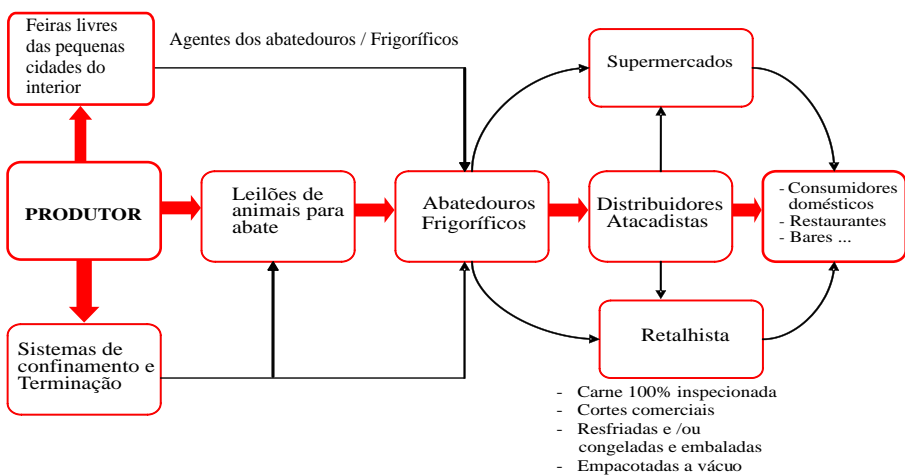 Feiras livres
das pequenas
cidades do
interior
Agentes dos abatedouros / Frigoríficos
Supermercados
PRODUTOR
Leilões de
animais para
abate
Abatedouros
Frigoríficos
Distribuidores
Atacadistas
- Consumidores
domésticos
- Restaurantes
- Bares ...
Sistemas de
confinamento e
Terminação
Retalhista
- Carne 100% inspecionada
- Cortes comerciais
- Resfriadas e /ou
congeladas e embaladas
- Empacotadas a vácuo